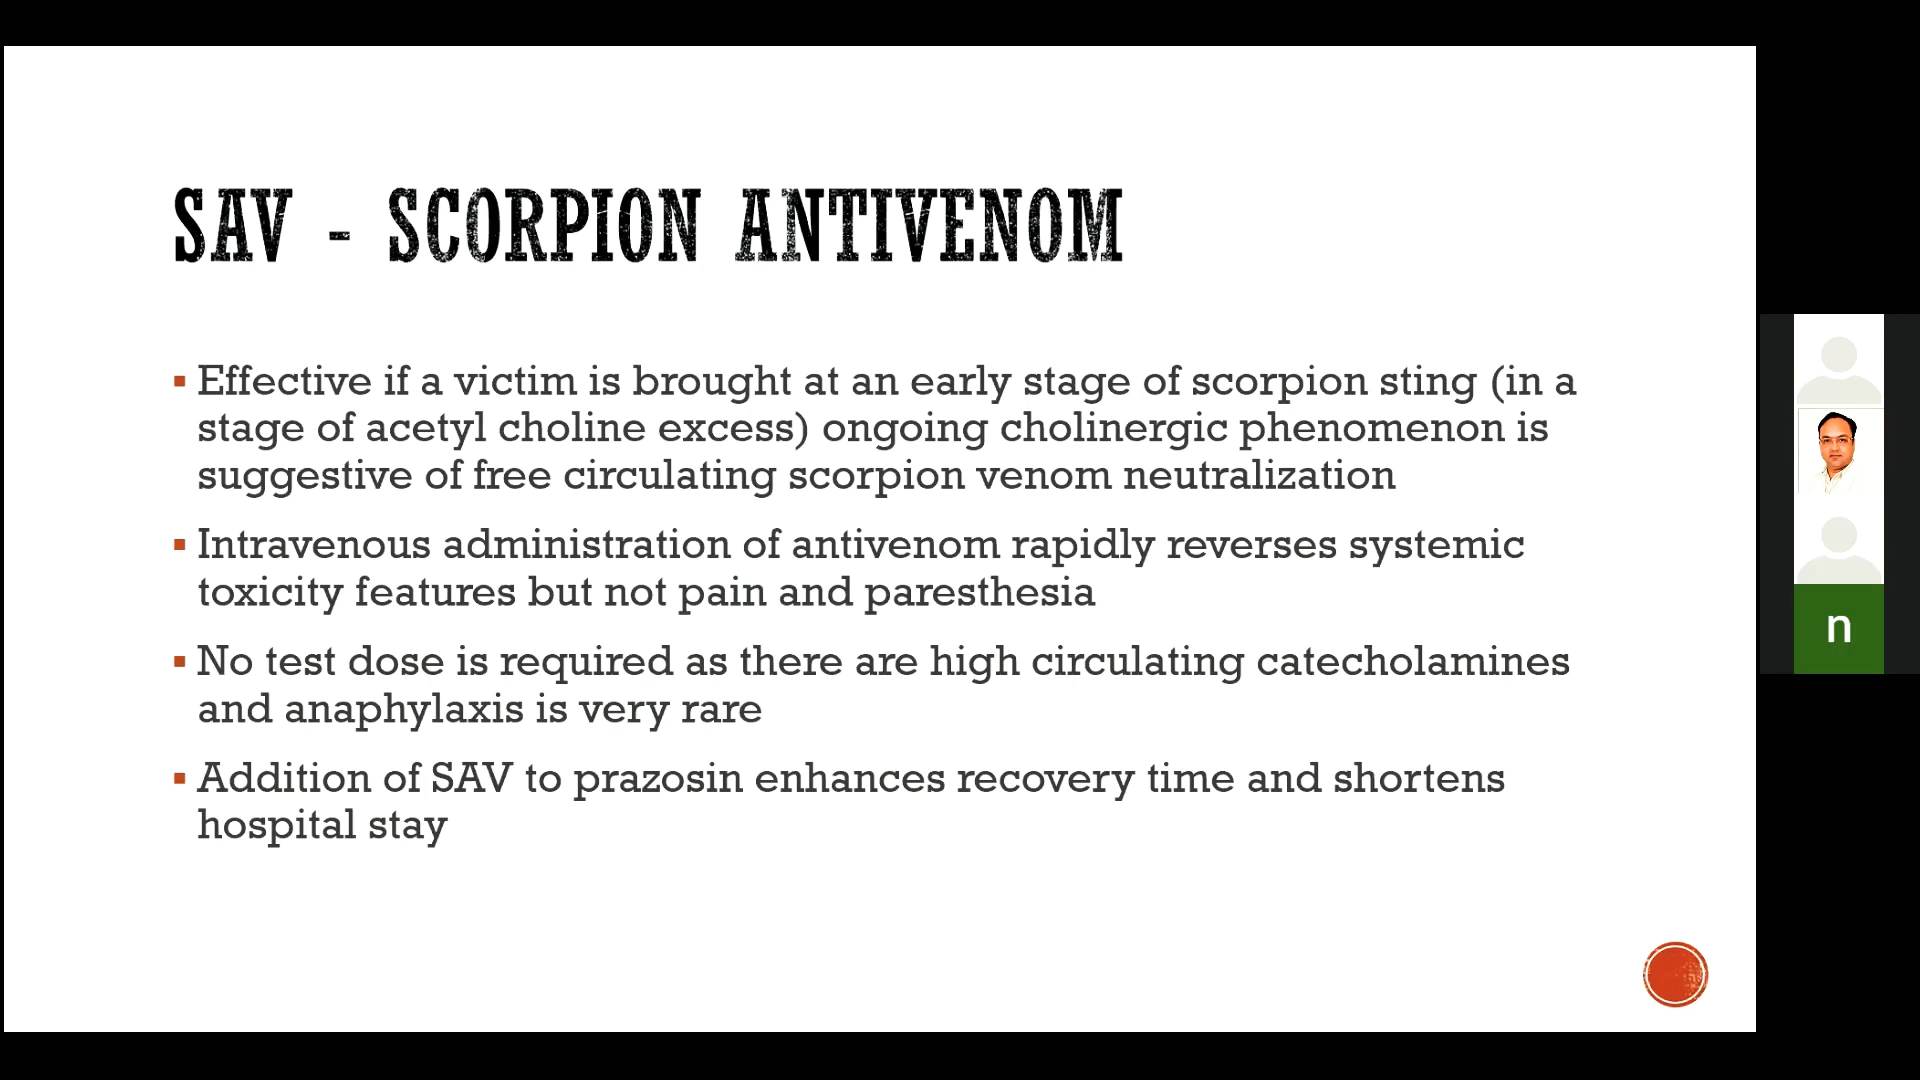 SAV - SCORPION ANTIVENOM
Effective if a victim is brought at an early stage of scorpion sting (in a
stage of acetyl choline excess) ongoing cholinergic phenomenon is
suggestive of free circulating scorpion venom neutralization
Intravenous administration of antivenom rapidly reverses systemic
toxicity features but not pain and paresthesia
No test dose is required as there are high circulating catecholamines
and anaphylaxis is very rare
Addition of SAV to prazosin enhances recovery time and shortens
hospital stay
n